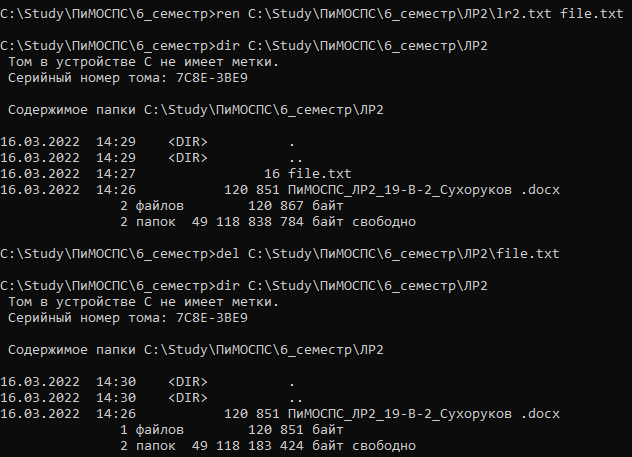 C:\Study\ПиМОСПС\6_семестр>ren C:\Study\ПиМОСПС\6_семестр\ЛР2\lr2.txt file.txt
C:\Study\ПиМОСПС\6_семестр>dir C:\Study\ПиМОСПС\6_семестр\ЛР2
Том в устройстве C не имеет метки.
Серийный номер тома: 7C8E-3BE9
Содержимое папки C:\Study\ПиМОСПС\6_семестр\ЛР2
16.03.2022  14:29    <DIR>          .
16.03.2022  14:29    <DIR>          ..
16.03.2022  14:27                16 file.txt
16.03.2022  14:26           120 851 ПиМОСПС_ЛР2_19-В-2_Сухоруков .docx
2 файлов        120 867 байт
2 папок  49 118 838 784 байт свободно
C:\Study\ПиМОСПС\6_семестр>del C:\Study\ПиМОСПС\6_семестр\ЛР2\file.txt
C:\Study\ПиМОСПС\6_семестр>dir C:\Study\ПиМОСПС\6_семестр\ЛР2
Том в устройстве C не имеет метки.
Серийный номер тома: 7C8E-3BE9
Содержимое папки C:\Study\ПиМОСПС\6_семестр\ЛР2
16.03.2022  14:30    <DIR>          .
16.03.2022  14:30    <DIR>          ..
16.03.2022  14:26           120 851 ПиМОСПС_ЛР2_19-В-2_Сухоруков .docx
1 файлов        120 851 байт
2 папок  49 118 183 424 байт свободно